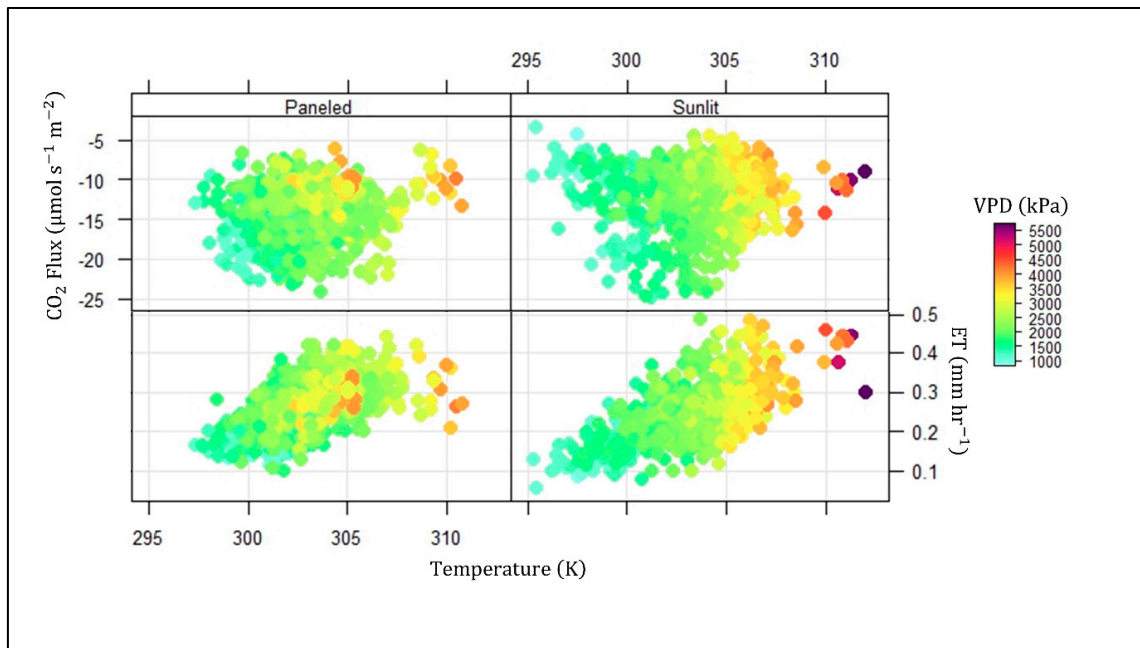 295 300 305 310
Paneled Sunlit
CO₂ Flux (μmol s⁻¹ m⁻²)
-5
-10
-15
-20
-25
VPD (kPa)
5500
5000
4500
4000
3500
3000
2500
2000
1500
1000
ET (mm hr⁻¹)
0.5
0.4
0.3
0.2
0.1
295 300 305 310
Temperature (K)